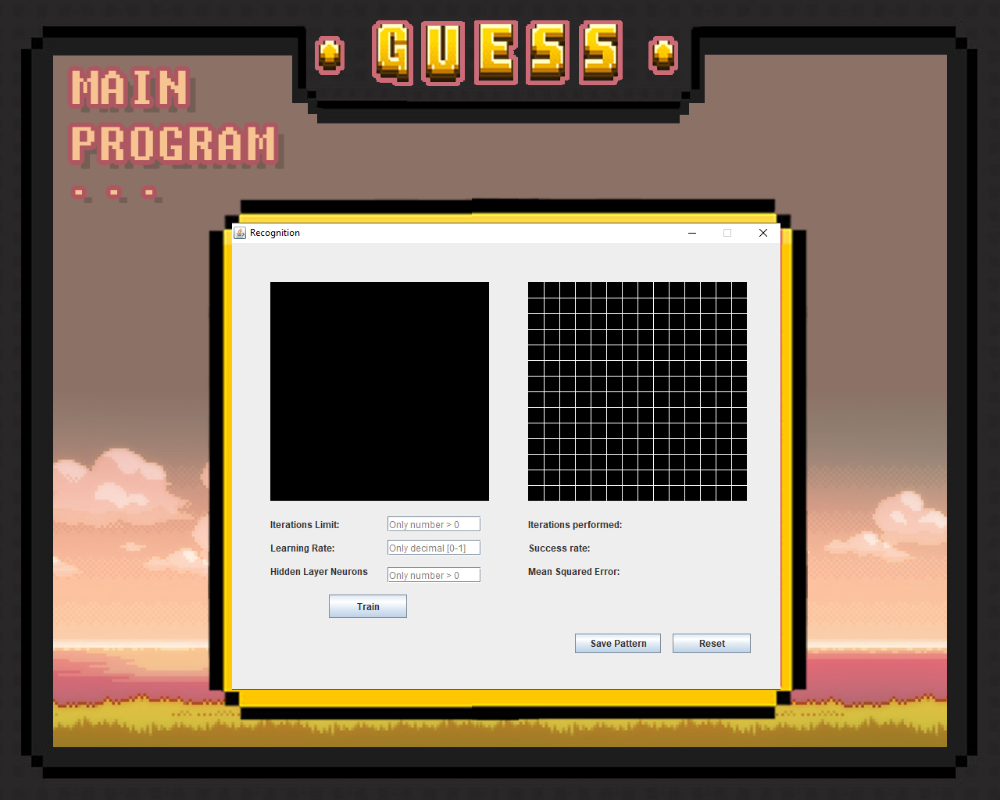 GUESS
MAIN
PROGRAM
...
Recognition
Iterations Limit: Only number > 0
Iterations performed:
Learning Rate: Only decimal [0-1]
Success rate:
Hidden Layer Neurons Only number > 0
Mean Squared Error:
Train
Save Pattern Reset